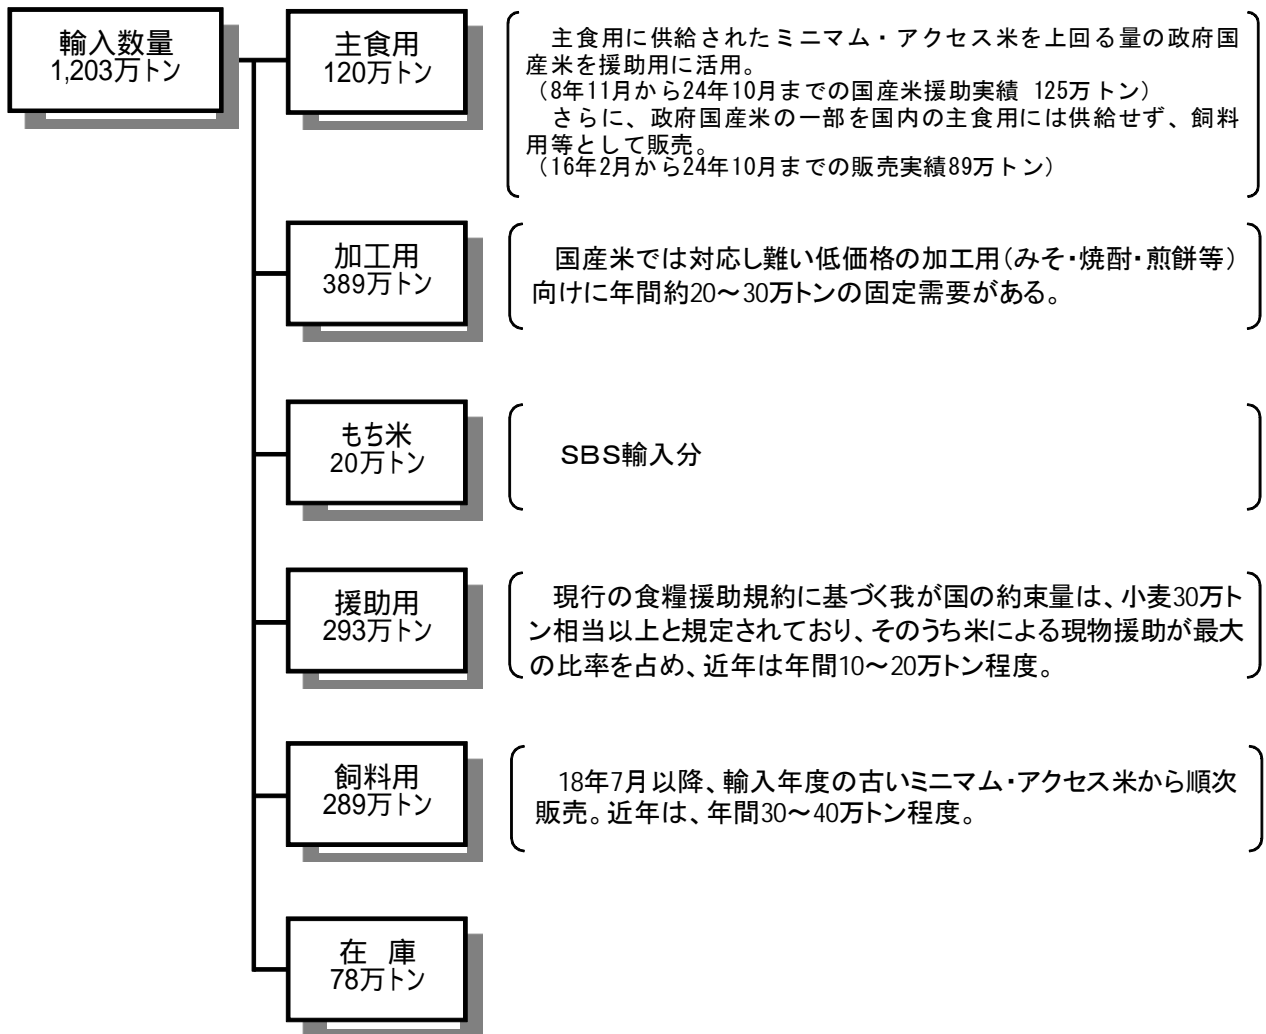 輸入数量
1,203万トン
主食用
120万トン
主食用に供給されたミニマム・アクセス米を上回る量の政府国
産米を援助用に活用。
（8年11月から24年10月までの国産米援助実績 125万トン）
さらに、政府国産米の一部を国内の主食用には供給せず、飼料
用等として販売。
（16年2月から24年10月までの販売実績89万トン）
加工用
389万トン
国産米では対応し難い低価格の加工用（みそ・焼酎・煎餅等）
向けに年間約20～30万トンの固定需要がある。
もち米
20万トン
ＳＢＳ輸入分
援助用
293万トン
現行の食糧援助規約に基づく我が国の約束量は、小麦30万ト
ン相当以上と規定されており、そのうち米による現物援助が最大
の比率を占め、近年は年間10～20万トン程度。
飼料用
289万トン
18年7月以降、輸入年度の古いミニマム・アクセス米から順次
販売。近年は、年間30～40万トン程度。
在　庫
78万トン